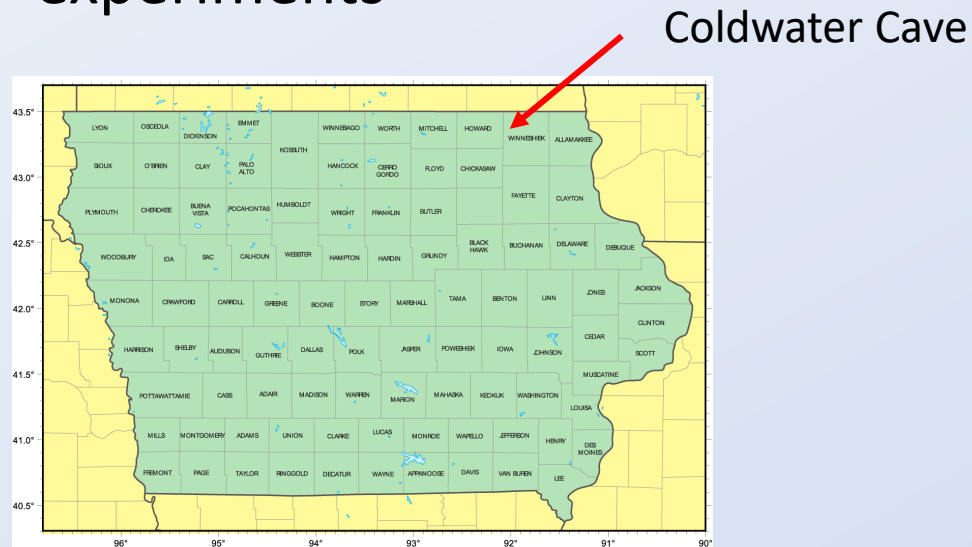 experiments
Coldwater Cave
43.5°
LYON OSCEOLA DICKINSON EMMET WINNEBAGO WORTH MITCHELL HOWARD WINNESHIEK ALLAMAKEE
KOSSUTH
43.0°
SIOUX O'BRIEN CLAY PALO ALTO HANCOCK CERRO GORDO FLOYD CHICKASAW
FAYETTE CLAYTON
PLYMOUTH CHEROKEE BUENA VISTA POCAHONTAS HUMBOLDT WRIGHT FRANKLIN BUTLER
42.5°
WOODBURY IDA SAC CALHOUN WEBSTER HAMPTON HARDIN GRUNDY BLACK HAWK BUCHANAN DELAWARE DEBUQUE
42.0°
MONONA CRAWFORD CARROLL GREENE BOONE STORY MARSHALL TAMA BENTON LINN JONES JACKSON
CLINTON
HARRISON SHELBY AUDUBON GUTHRIE DALLAS POLK JASPER POWESHIEK IOWA JOHNSON CEDAR SCOTT
41.5°
MUSCATINE
POTTAWATTAMIE CASS ADAIR MADISON WARREN MARION MAHASKA KEOKUK WASHINGTON LOUISA
41.0°
MILLS MONTGOMERY ADAMS UNION CLARKE LUCAS MONROE WAPELLO JEFFERSON HENRY DES MOINES
FREMONT PAGE TAYLOR RINGGOLD DECATUR WAYNE APPANOOSE DAVIS VAN BUREN LEE
40.5°
96° 95° 94° 93° 92° 91° 90°